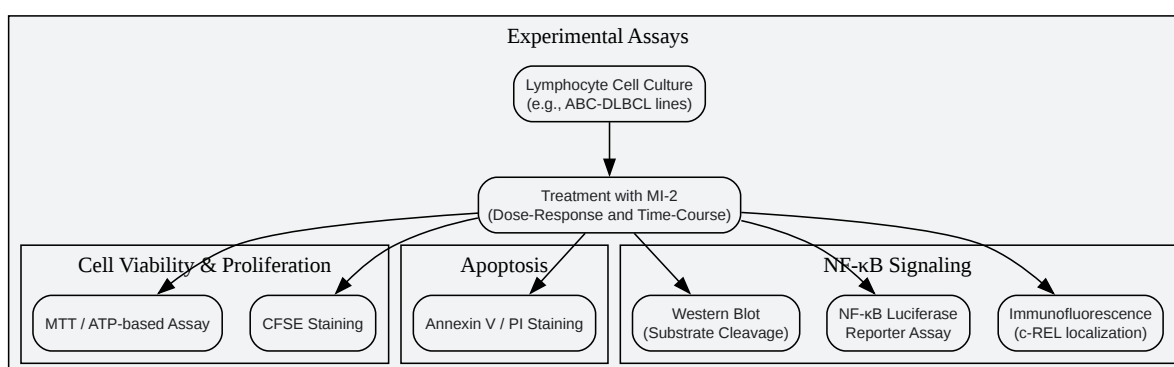 Experimental Assays
Lymphocyte Cell Culture
(e.g., ABC-DLBCL lines)
Treatment with MI-2
(Dose-Response and Time-Course)
Cell Viability & Proliferation
MTT / ATP-based Assay
CFSE Staining
Apoptosis
Annexin V / PI Staining
NF-κB Signaling
Western Blot
(Substrate Cleavage)
NF-κB Luciferase
Reporter Assay
Immunofluorescence
(c-REL localization)